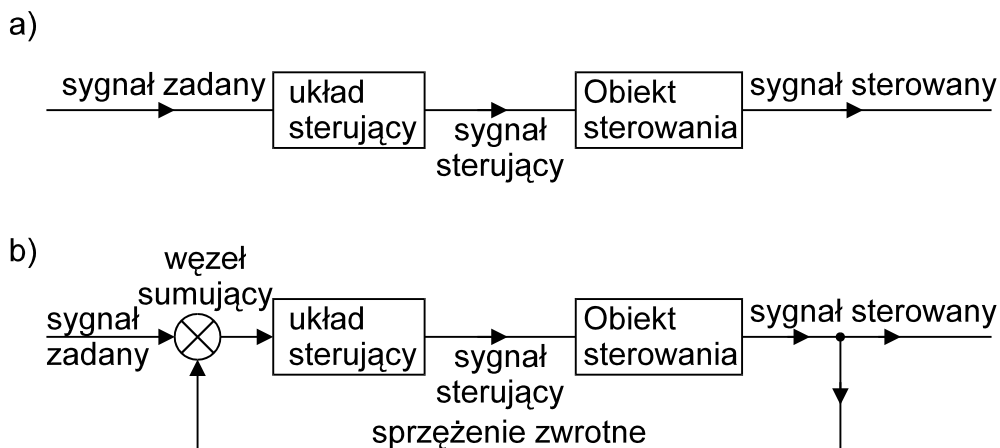 a)
sygnał zadany
układ
sterujący
sygnał
sterujący
Obiekt
sterowania
sygnał sterowany
b)
węzeł
sumujący
sygnał
zadany
układ
sterujący
sygnał
sterujący
Obiekt
sterowania
sygnał sterowany
sprzężenie zwrotne